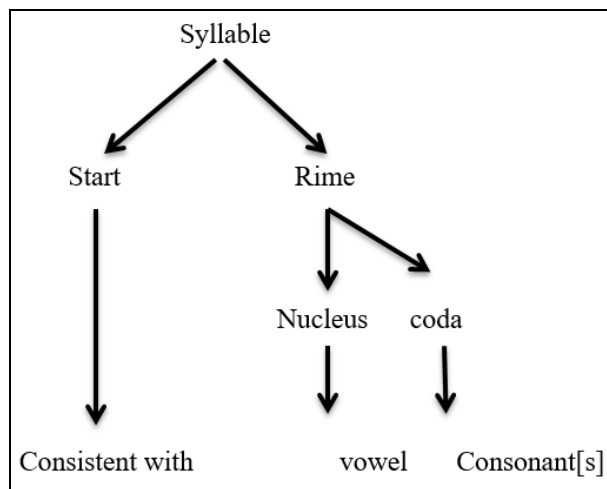 Syllable
Start Rime
Nucleus coda
Consistent with vowel Consonant[s]